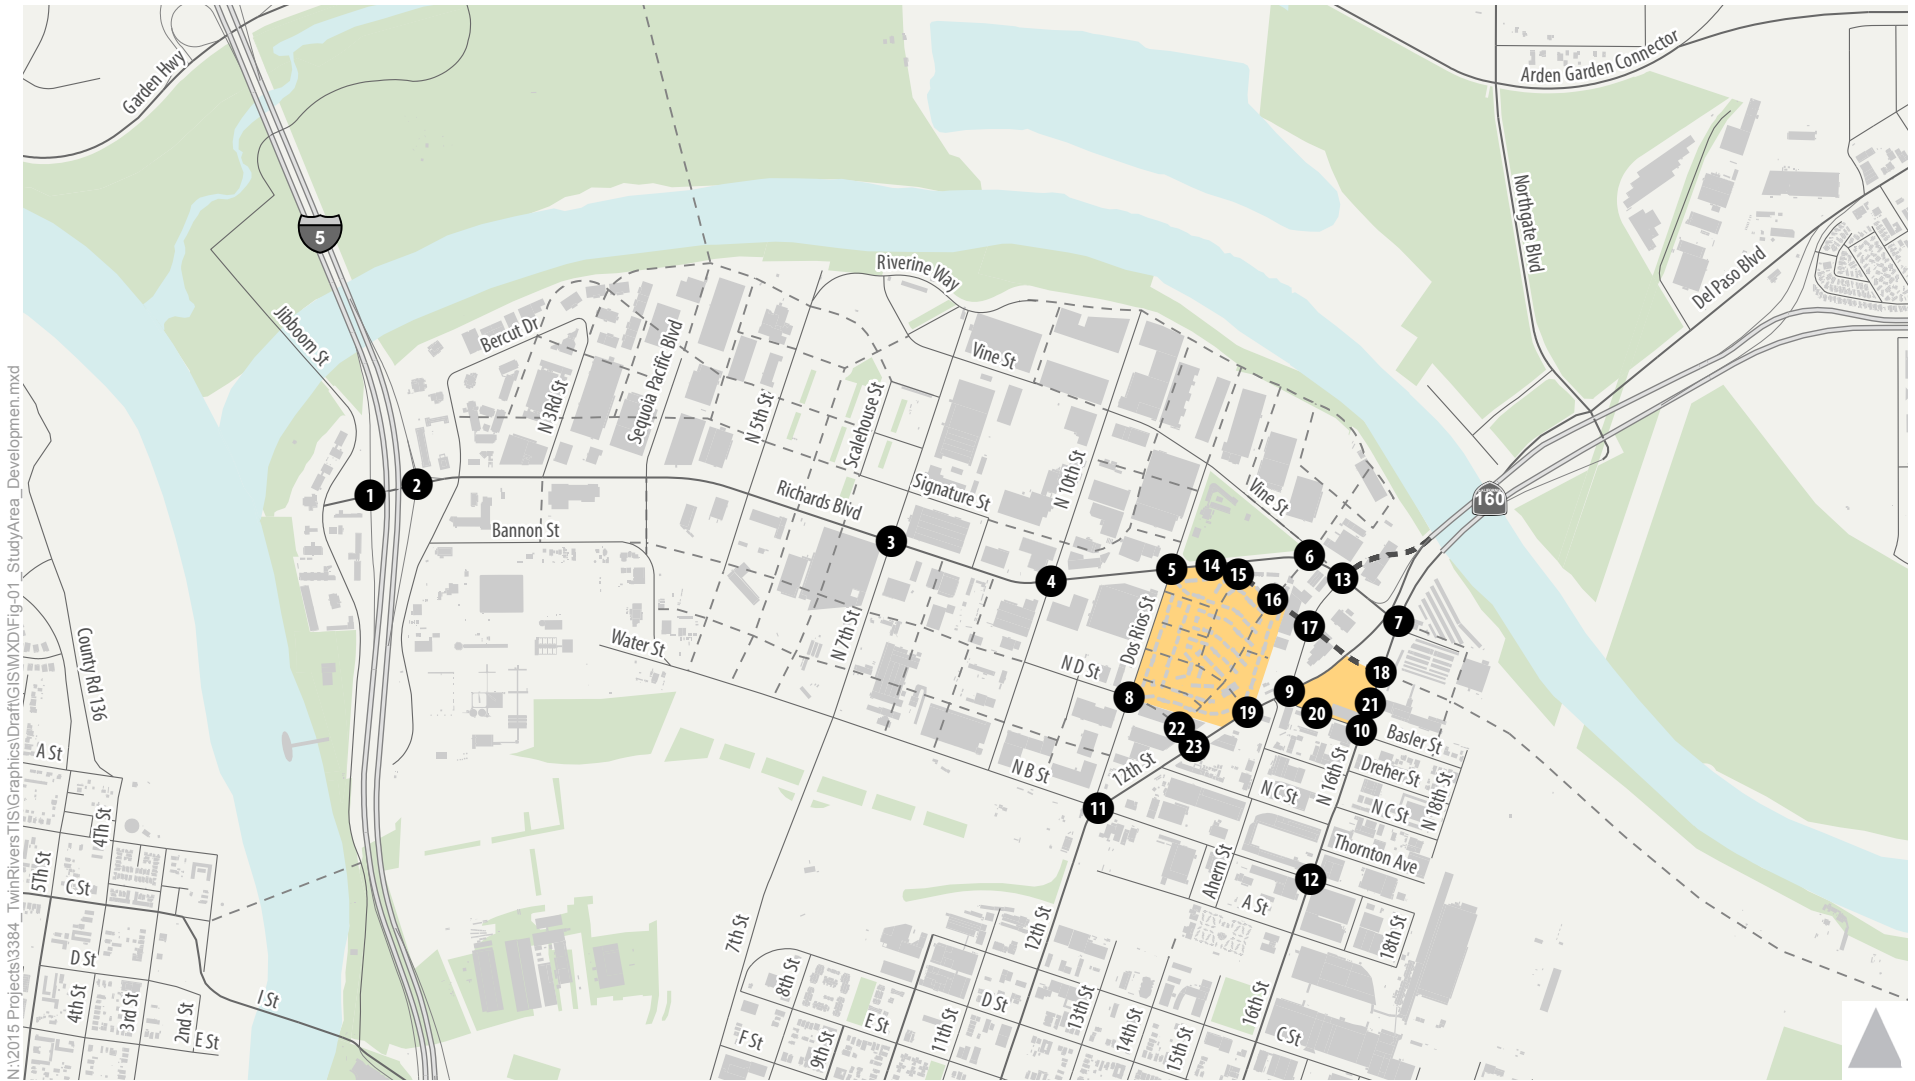 Garden Hwy
Arden Garden Connector
Northgate Blvd
Del Paso Blvd
5
Riverine Way
Jibboom St
Bercut Dr
Vine St
N 3Rd St
Sequoia Pacific Blvd
N 5th St
Scalehouse St
N 10th St
Signature St
Richards Blvd
Vine St
160
1
2
3
4
5
14
15
6
13
16
17
7
18
8
9
19
20
21
10
22
23
11
12
Bannon St
Water St
N 7th St
Dos Rios St
N D St
N B St
12th St
Basler St
Dreher St
N C St
N C St
N 16th St
N 18th St
Thornton Ave
Ahern St
A St
18th St
County Rd 136
A St
4Th St
5Th St
C St
D St
4th St
3rd St
2nd St
E St
I St
7th St
8th St
F St
9th St
E St
11th St
D St
12th St
13th St
14th St
15th St
16th St
C St
N:\2015 Projects\3384_TwinRiversTIS\Graphics\Draft\GIS\MXD\Fig-01_StudyArea_Developmen.mxd